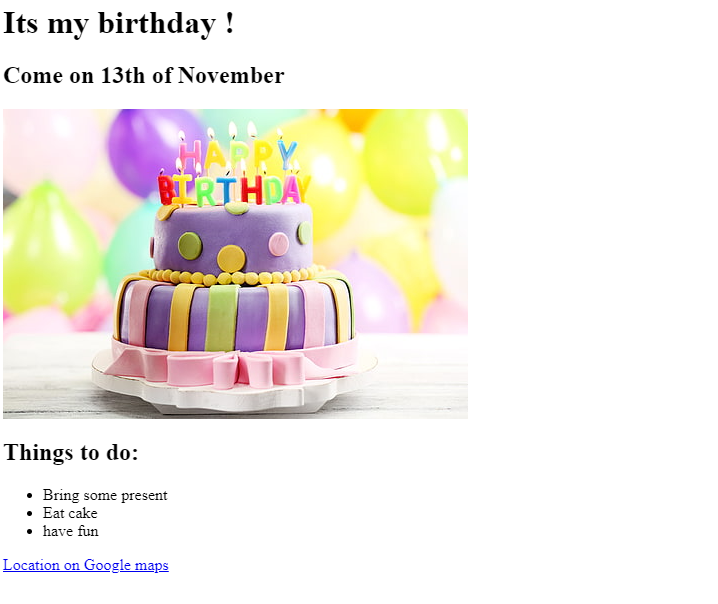 Its my birthday !
Come on 13th of November
HAPPY
BIRTHDAY
Things to do:
Bring some present
Eat cake
have fun
Location on Google maps